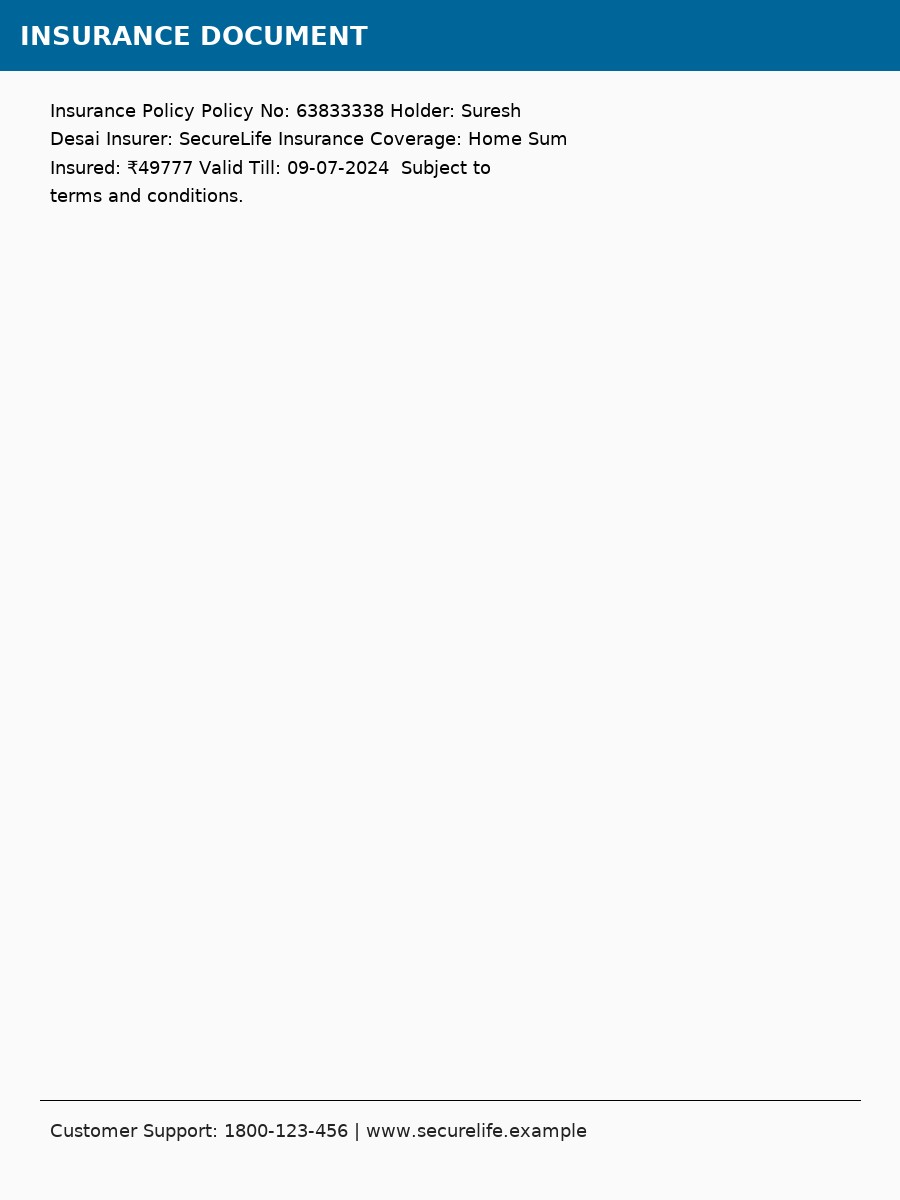 INSURANCE DOCUMENT
Insurance Policy Policy No: 63833338 Holder: Suresh
Desai Insurer: SecureLife Insurance Coverage: Home Sum
Insured: ₹49777 Valid Till: 09-07-2024  Subject to
terms and conditions.
Customer Support: 1800-123-456 | www.securelife.example